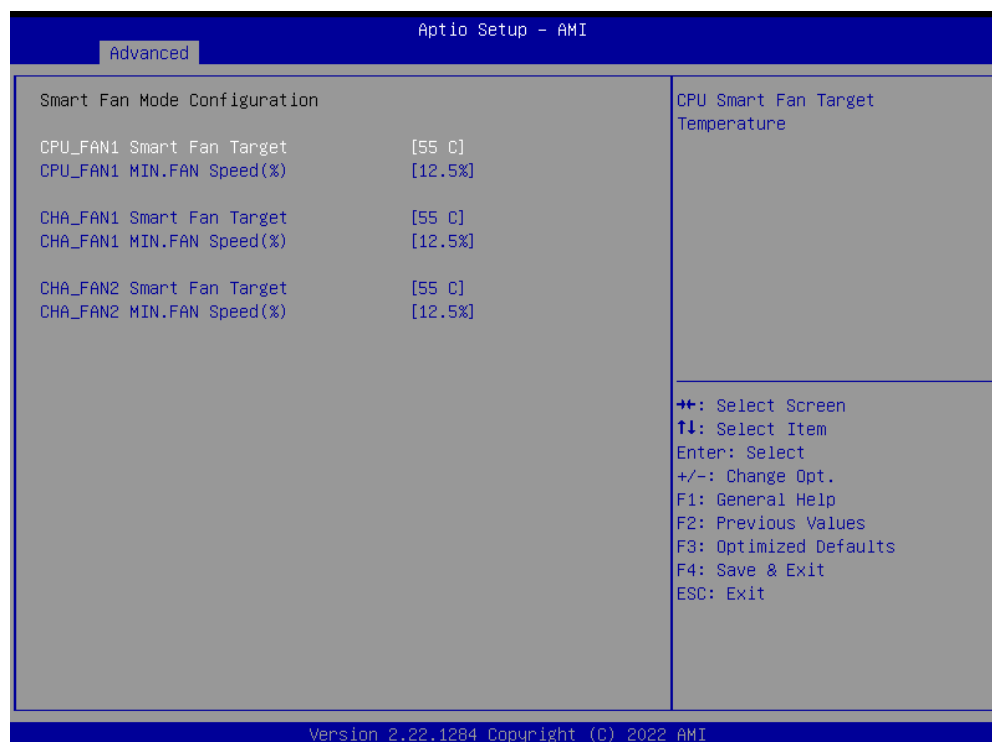 Aptio Setup – AMI
Advanced
Smart Fan Mode Configuration
CPU_FAN1 Smart Fan Target [55 C]
CPU_FAN1 MIN.FAN Speed(%) [12.5%]
CHA_FAN1 Smart Fan Target [55 C]
CHA_FAN1 MIN.FAN Speed(%) [12.5%]
CHA_FAN2 Smart Fan Target [55 C]
CHA_FAN2 MIN.FAN Speed(%) [12.5%]
CPU Smart Fan Target
Temperature
→←: Select Screen
↑↓: Select Item
Enter: Select
+/-: Change Opt.
F1: General Help
F2: Previous Values
F3: Optimized Defaults
F4: Save & Exit
ESC: Exit
Version 2.22.1284 Copyright (C) 2022 AMI